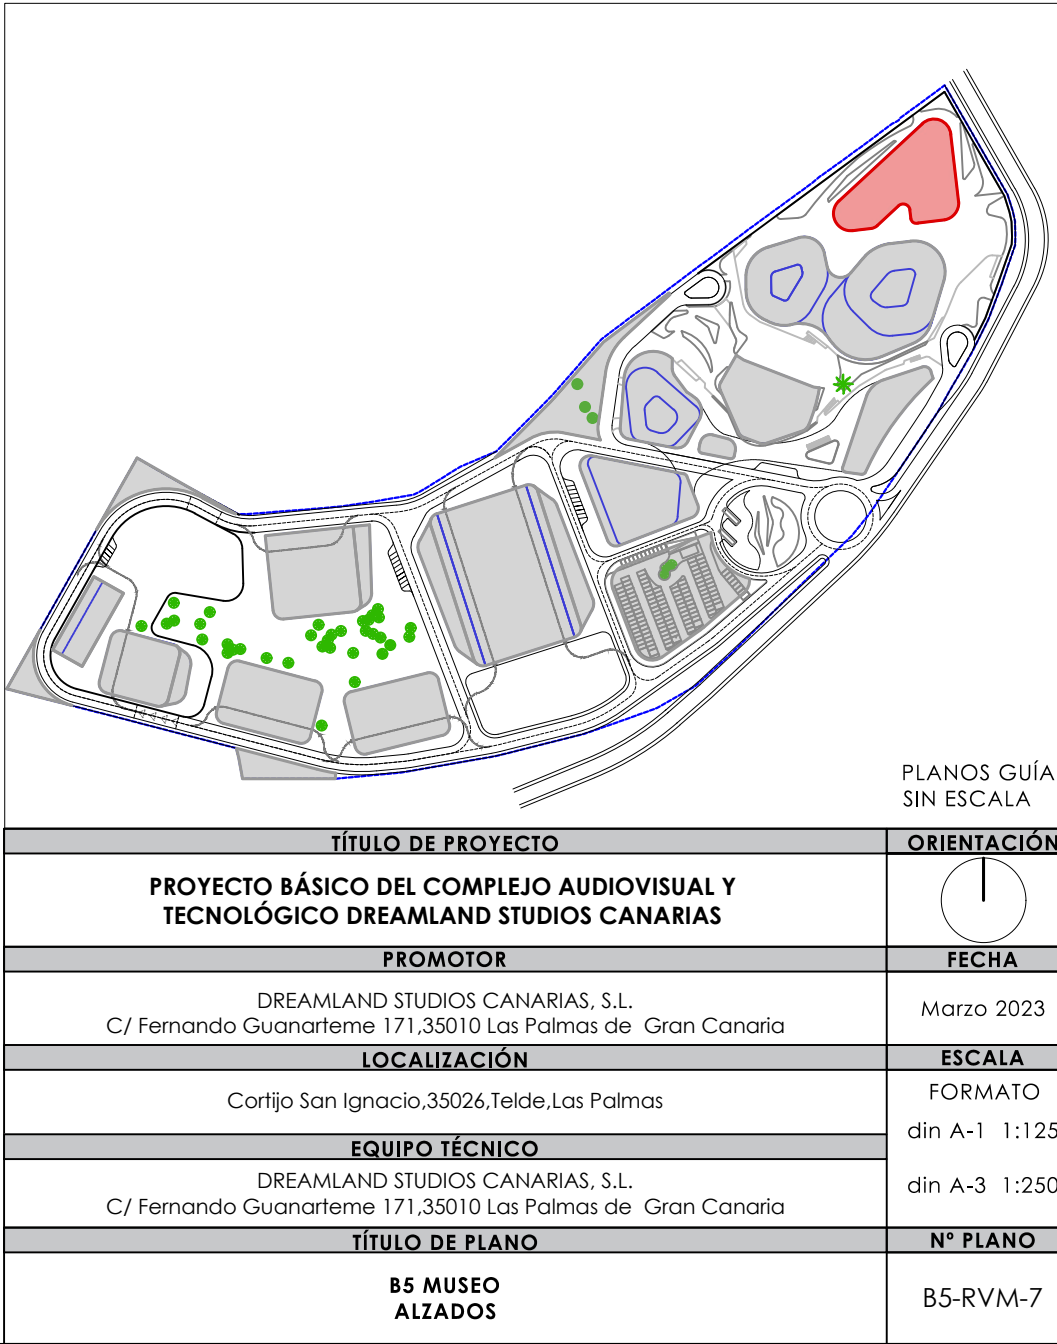 PLANOS GUÍA
SIN ESCALA
TÍTULO DE PROYECTO
ORIENTACIÓN
PROYECTO BÁSICO DEL COMPLEJO AUDIOVISUAL Y
TECNOLÓGICO DREAMLAND STUDIOS CANARIAS
PROMOTOR
FECHA
DREAMLAND STUDIOS CANARIAS, S.L.
C/ Fernando Guanarteme 171,35010 Las Palmas de Gran Canaria
Marzo 2023
LOCALIZACIÓN
ESCALA
Cortijo San Ignacio,35026,Telde,Las Palmas
FORMATO
din A-1 1:125
EQUIPO TÉCNICO
DREAMLAND STUDIOS CANARIAS, S.L.
C/ Fernando Guanarteme 171,35010 Las Palmas de Gran Canaria
din A-3 1:250
TÍTULO DE PLANO
Nº PLANO
B5 MUSEO
ALZADOS
B5-RVM-7